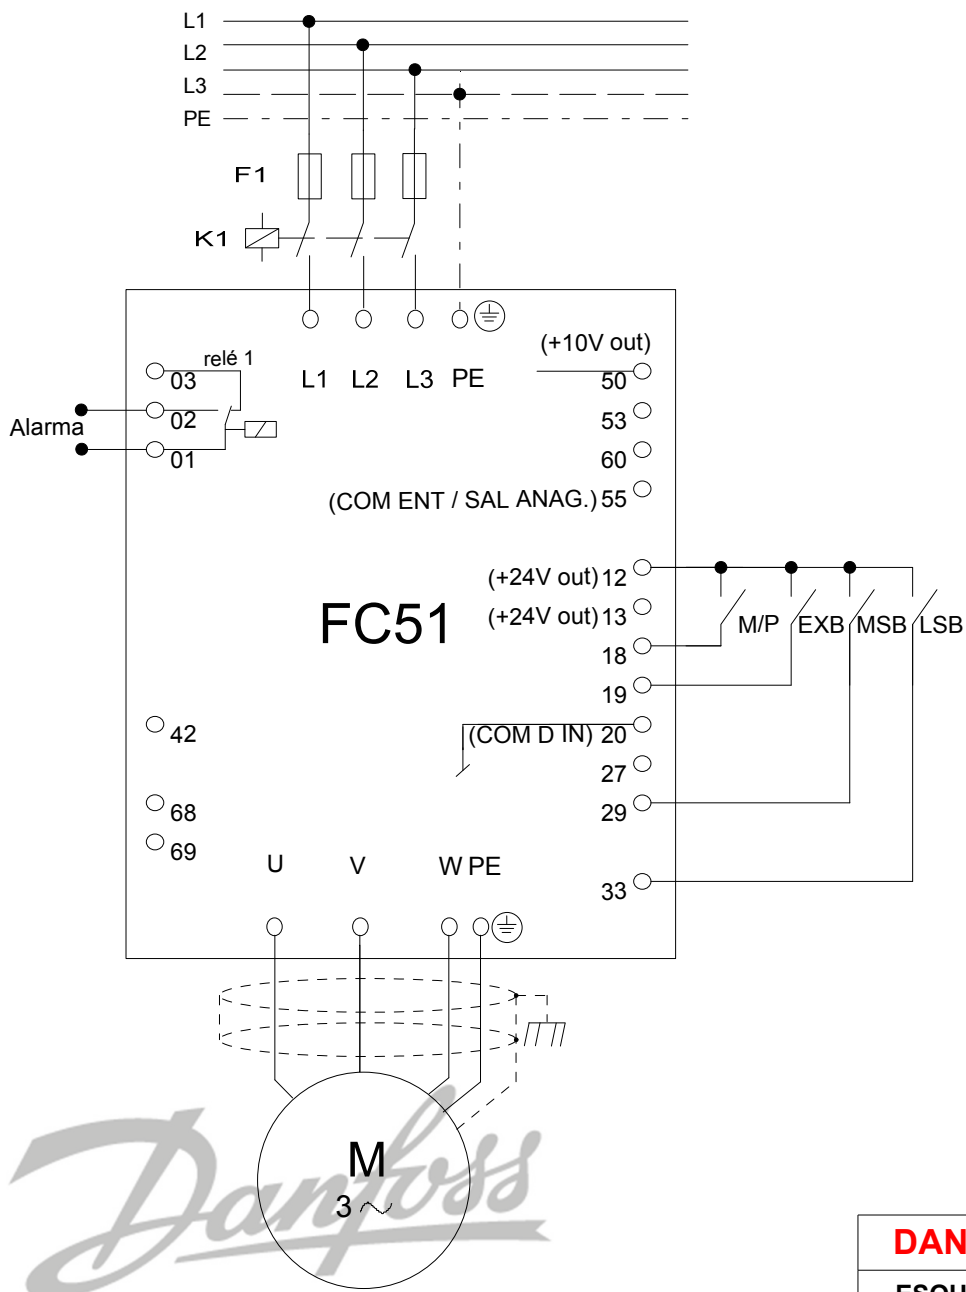 L1
L2
L3
PE
F1
K1
relé 1
03
02
01
Alarma
L1 L2 L3 PE
(+10V out)
50
53
60
(COM ENT / SAL ANAG.) 55
(+24V out) 12
(+24V out) 13
18
19
(COM D IN) 20
27
29
33
M/P EXB MSB LSB
FC51
42
68
69
U V W PE
M
3
Danfoss
DAN